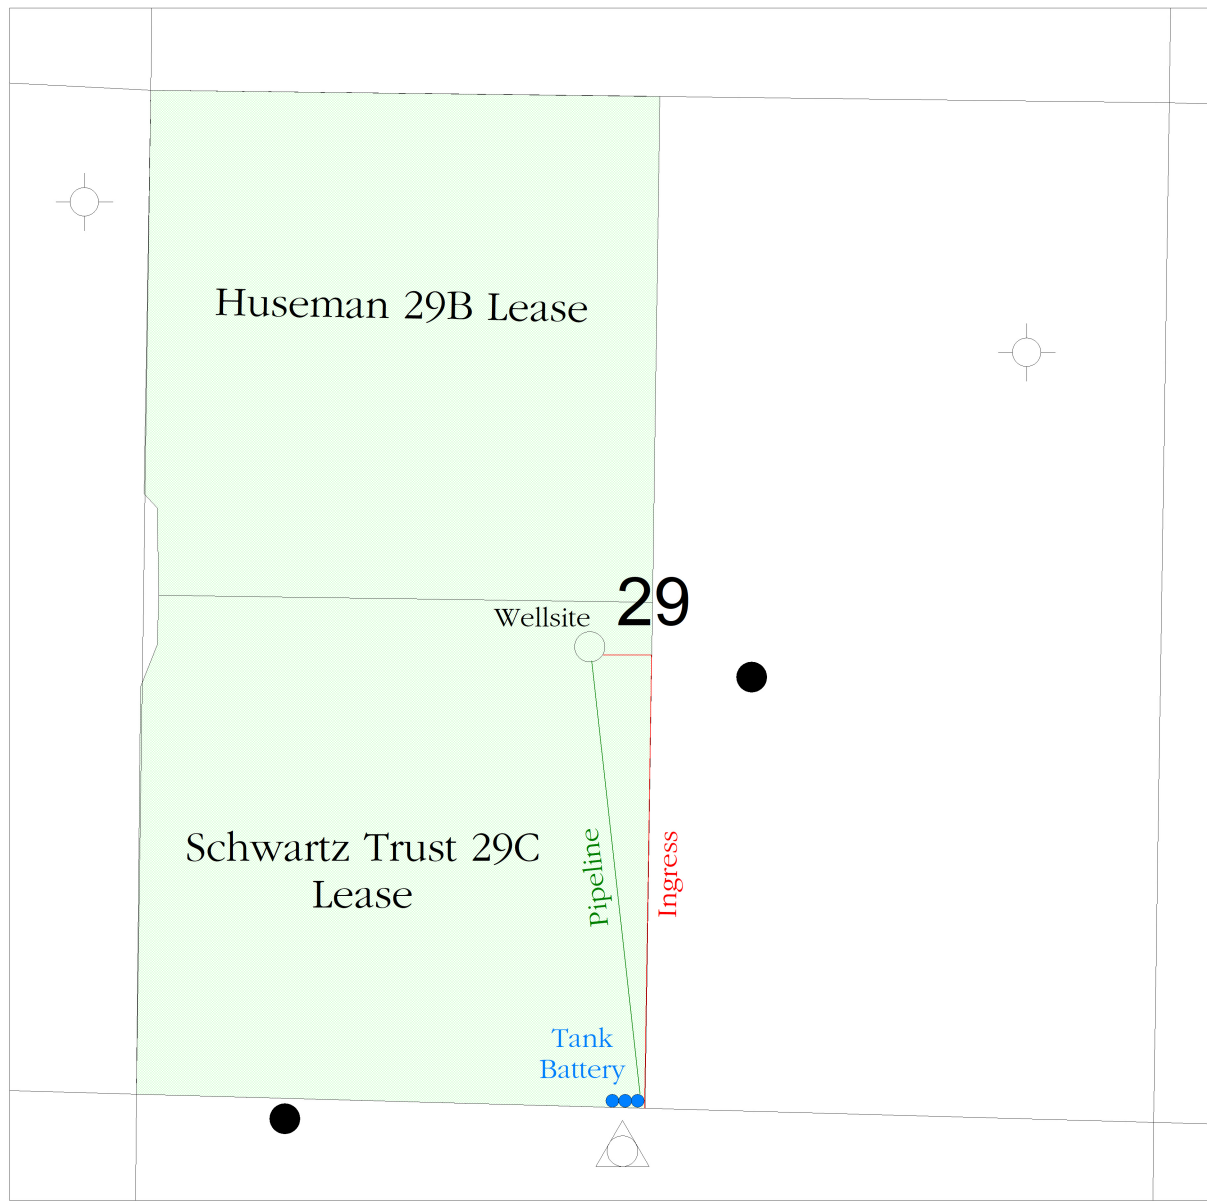 Huseman 29B Lease
Wellsite
29
Schwartz Trust 29C
Lease
Pipeline
Ingress
Tank
Battery